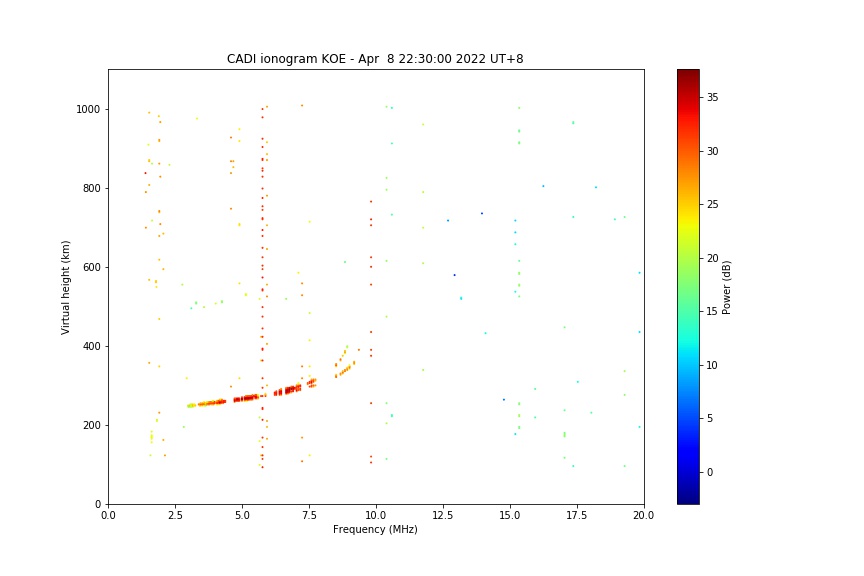 CADI ionogram KOE - Apr  8 22:30:00 2022 UT+8
Virtual height (km)
1000
800
600
400
200
0
0.0 2.5 5.0 7.5 10.0 12.5 15.0 17.5 20.0
Frequency (MHz)
35
30
25
20
15
10
5
0
Power (dB)